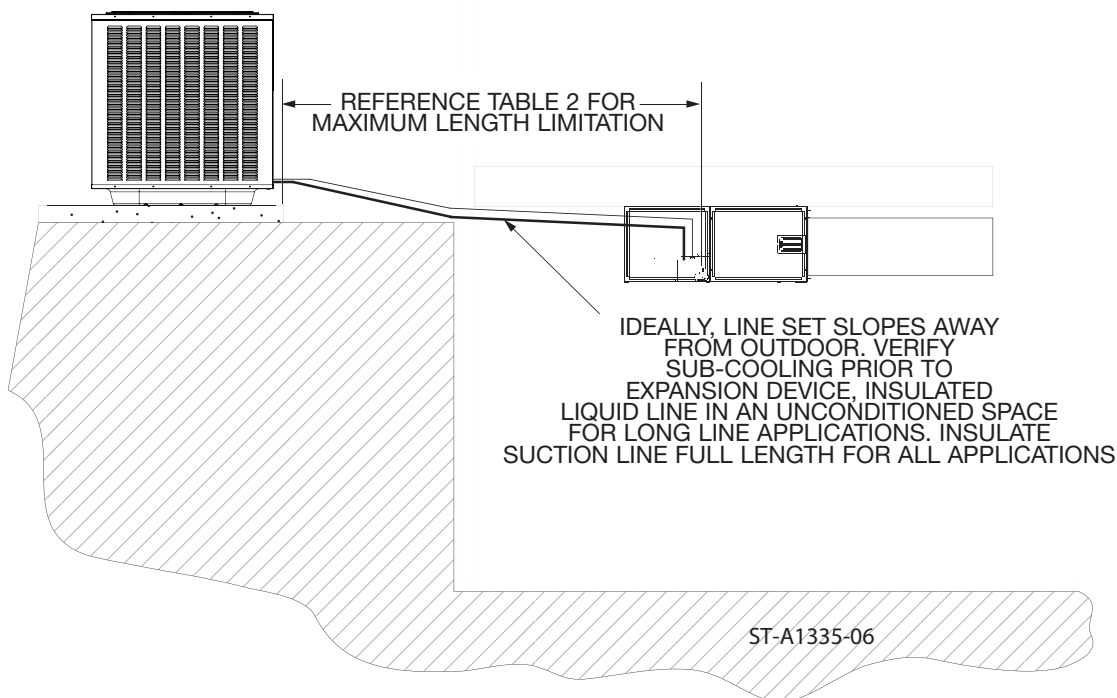 REFERENCE TABLE 2 FOR
MAXIMUM LENGTH LIMITATION
IDEALLY, LINE SET SLOPES AWAY
FROM OUTDOOR. VERIFY
SUB-COOLING PRIOR TO
EXPANSION DEVICE, INSULATED
LIQUID LINE IN AN UNCONDITIONED SPACE
FOR LONG LINE APPLICATIONS. INSULATE
SUCTION LINE FULL LENGTH FOR ALL APPLICATIONS
ST-A1335-06